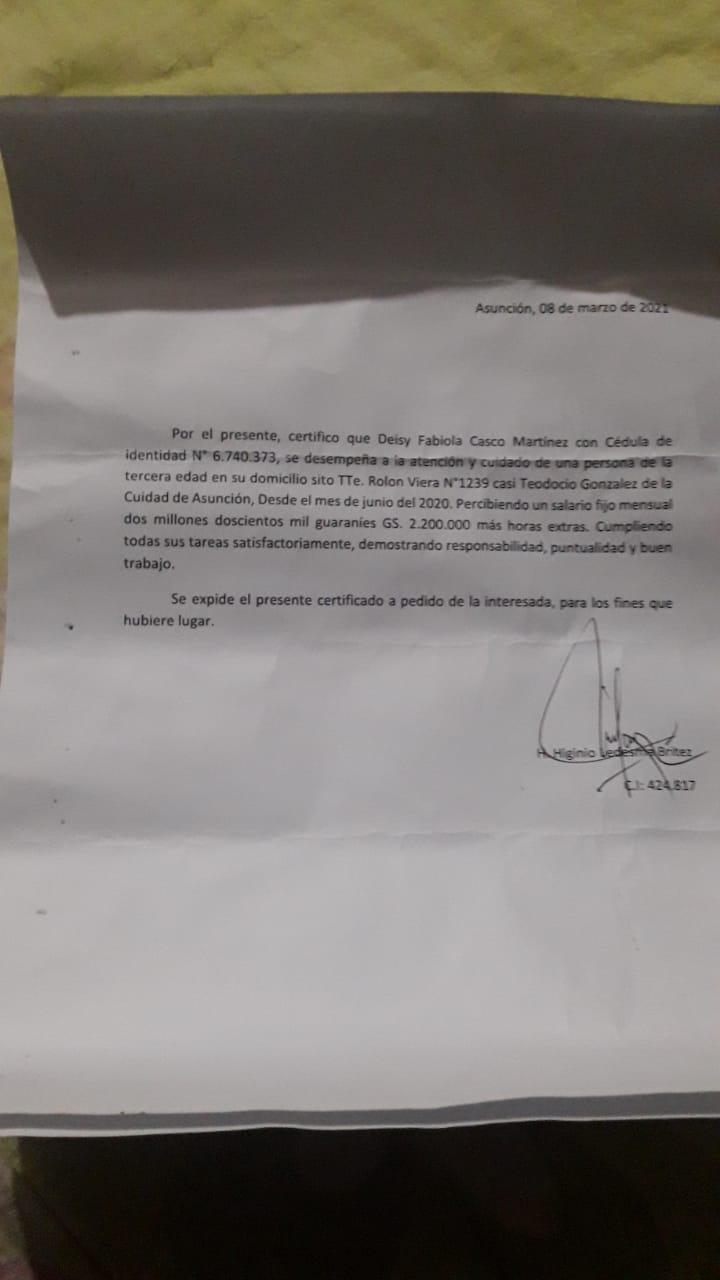 Asunción, 08 de marzo de 2021
Por el presente, certifico que Deisy Fabiola Casco Martínez con Cédula de
identidad N° 6.740.373, se desempeña a la atención y cuidado de una persona de la
tercera edad en su domicilio sito TTe. Rolon Viera N°1239 casi Teodocio Gonzalez de la
Cuidad de Asunción, Desde el mes de junio del 2020. Percibiendo un salario fijo mensual
dos millones doscientos mil guaraníes GS. 2.200.000 más horas extras. Cumpliendo
todas sus tareas satisfactoriamente, demostrando responsabilidad, puntualidad y buen
trabajo.
Se expide el presente certificado a pedido de la interesada, para los fines que
hubiere lugar.
H. Higinio Ledesma Britez
C.I: 424.817